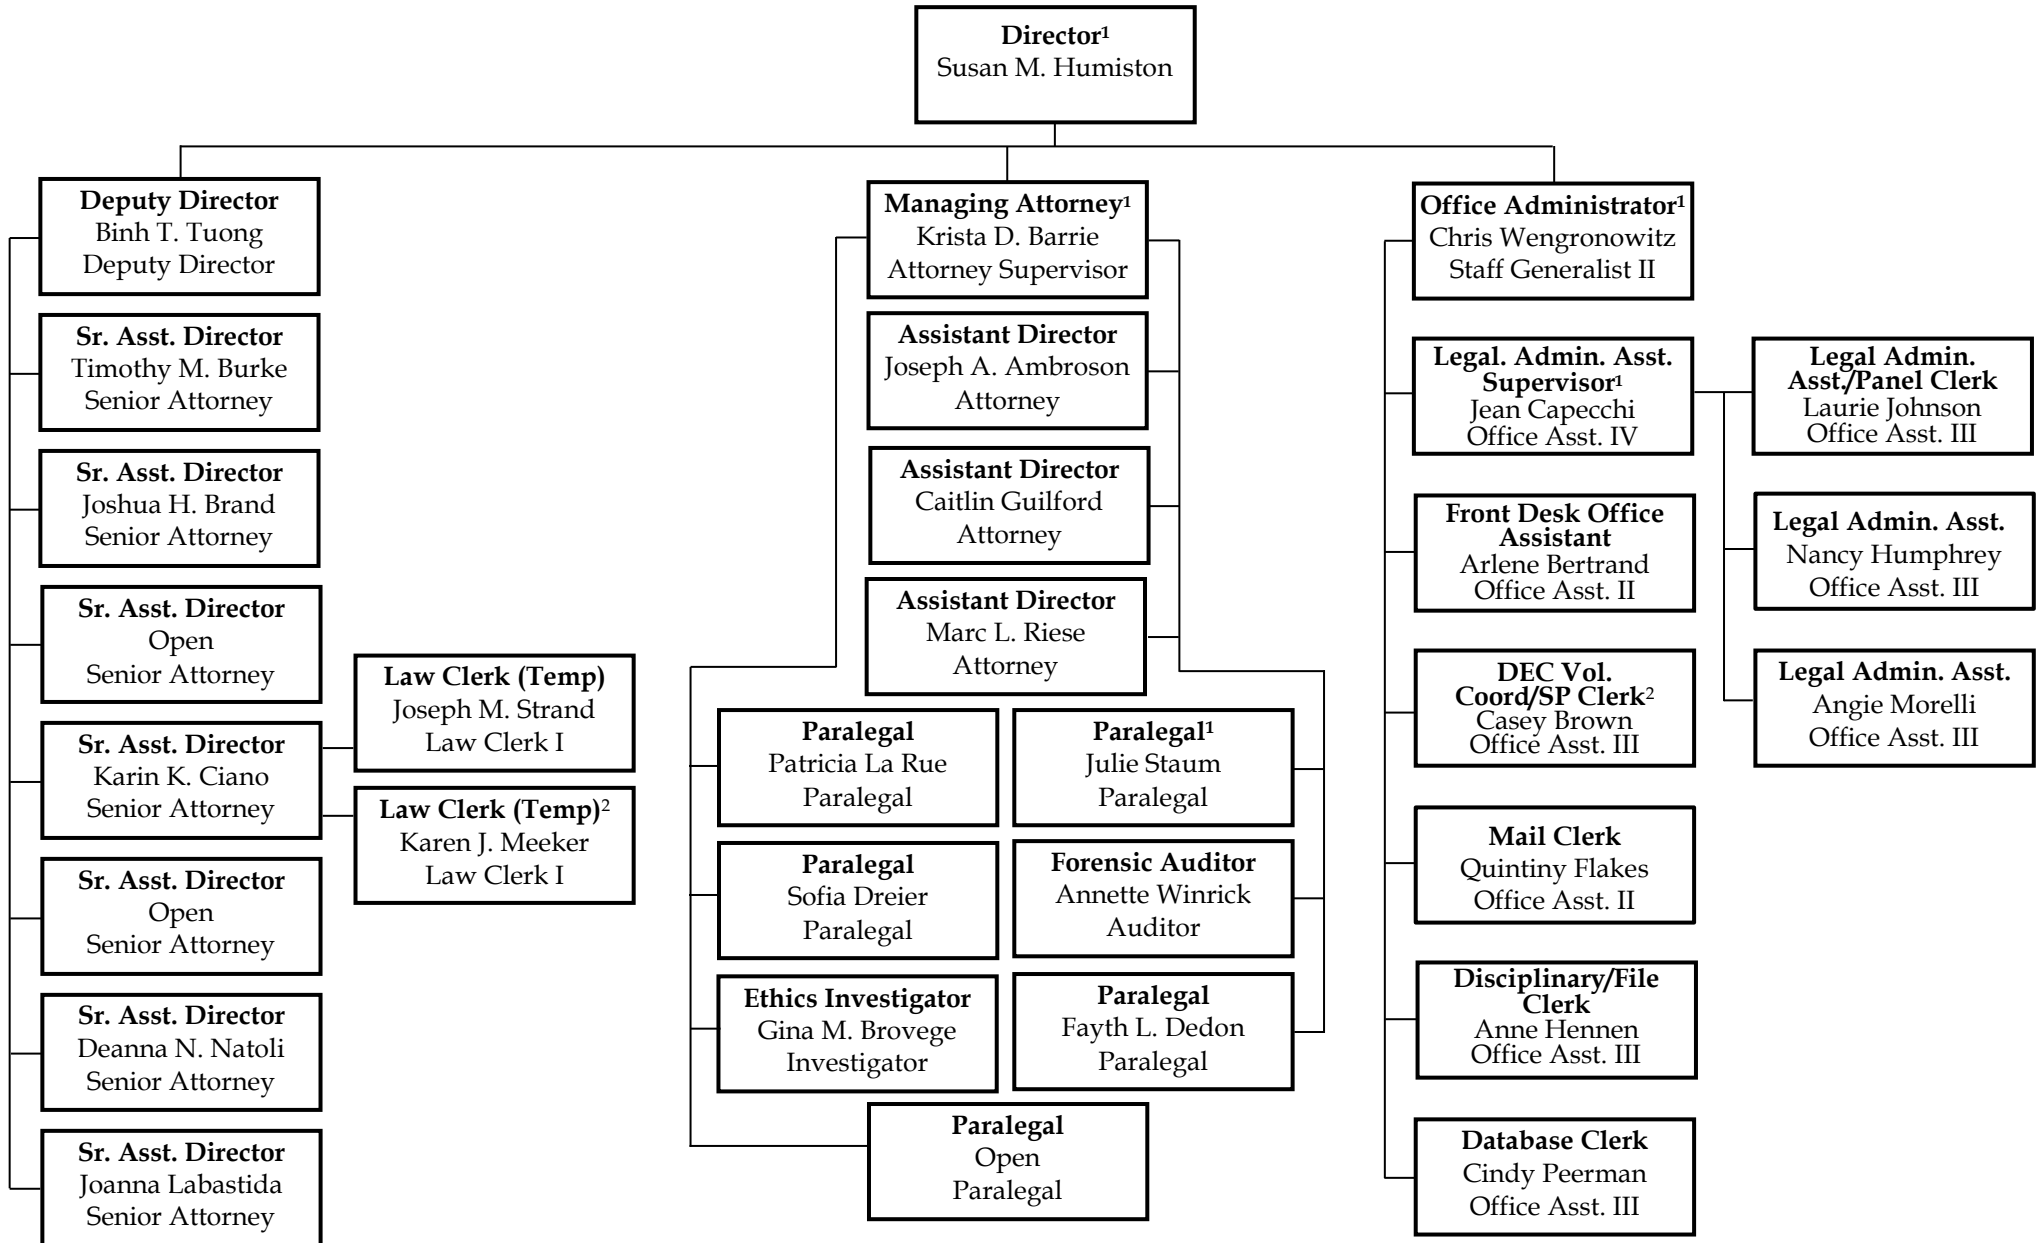 Director¹
Susan M. Humiston
Deputy Director
Binh T. Tuong
Deputy Director
Sr. Asst. Director
Timothy M. Burke
Senior Attorney
Sr. Asst. Director
Joshua H. Brand
Senior Attorney
Sr. Asst. Director
Open
Senior Attorney
Sr. Asst. Director
Karin K. Ciano
Senior Attorney
Law Clerk (Temp)
Joseph M. Strand
Law Clerk I
Law Clerk (Temp)²
Karen J. Meeker
Law Clerk I
Sr. Asst. Director
Open
Senior Attorney
Sr. Asst. Director
Deanna N. Natoli
Senior Attorney
Sr. Asst. Director
Joanna Labastida
Senior Attorney
Managing Attorney¹
Krista D. Barrie
Attorney Supervisor
Assistant Director
Joseph A. Ambroson
Attorney
Assistant Director
Caitlin Guilford
Attorney
Assistant Director
Marc L. Riese
Attorney
Paralegal
Patricia La Rue
Paralegal
Paralegal¹
Julie Staum
Paralegal
Paralegal
Sofia Dreier
Paralegal
Forensic Auditor
Annette Winrick
Auditor
Ethics Investigator
Gina M. Brovege
Investigator
Paralegal
Fayth L. Dedon
Paralegal
Paralegal
Open
Paralegal
Office Administrator¹
Chris Wengronowitz
Staff Generalist II
Legal. Admin. Asst.
Supervisor¹
Jean Capecchi
Office Asst. IV
Legal Admin.
Asst./Panel Clerk
Laurie Johnson
Office Asst. III
Legal Admin. Asst.
Nancy Humphrey
Office Asst. III
Legal Admin. Asst.
Angie Morelli
Office Asst. III
Front Desk Office
Assistant
Arlene Bertrand
Office Asst. II
DEC Vol.
Coord/SP Clerk²
Casey Brown
Office Asst. III
Mail Clerk
Quintiny Flakes
Office Asst. II
Disciplinary/File
Clerk
Anne Hennen
Office Asst. III
Database Clerk
Cindy Peerman
Office Asst. III